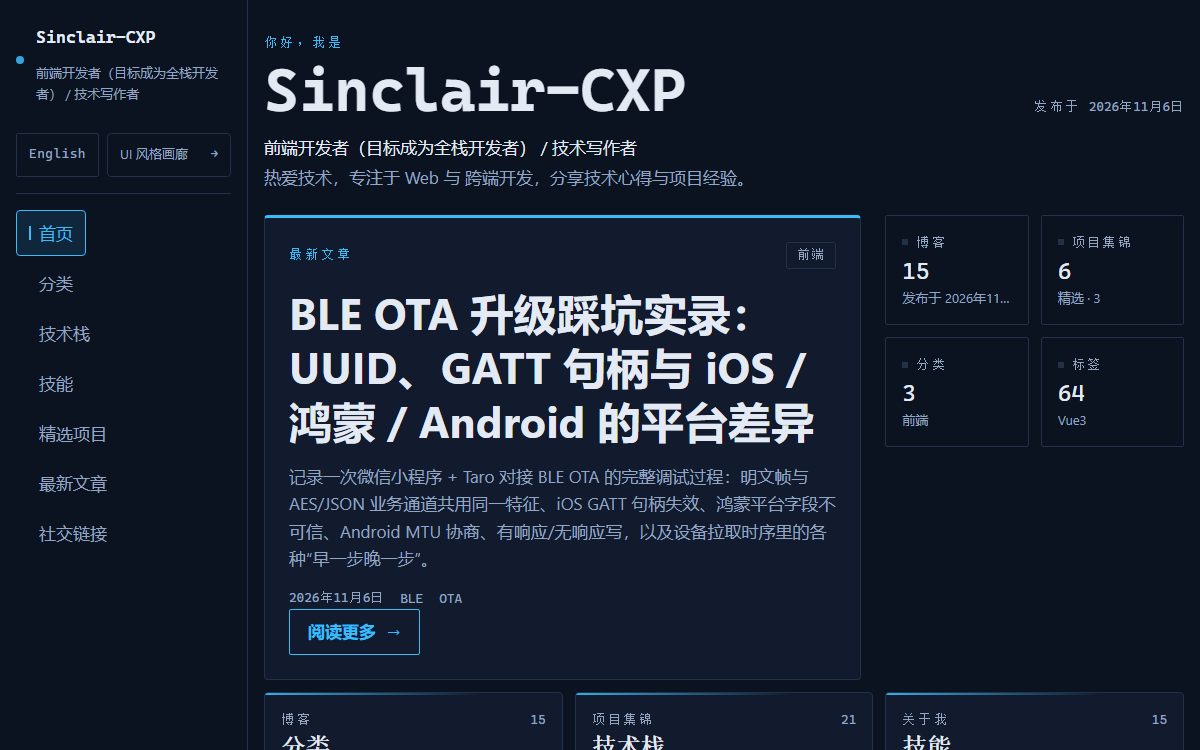 Sinclair-CXP
前端开发者（目标成为全栈开发
者） / 技术写作者
English
UI 风格画廊 →
首页
分类
技术栈
技能
精选项目
最新文章
社交链接
你好，我是
Sinclair-CXP
发布于 2026年11月6日
前端开发者（目标成为全栈开发者） / 技术写作者
热爱技术，专注于 Web 与 跨端开发，分享技术心得与项目经验。
最新文章
前端
BLE OTA 升级踩坑实录：
UUID、GATT 句柄与 iOS /
鸿蒙 / Android 的平台差异
记录一次微信小程序 + Taro 对接 BLE OTA 的完整调试过程：明文帧与
AES/JSON 业务通道共用同一特征、iOS GATT 句柄失效、鸿蒙平台字段不
可信、Android MTU 协商、有响应/无响应写，以及设备拉取时序里的各
种“早一步晚一步”。
2026年11月6日 BLE OTA
阅读更多 →
博客
15
发布于 2026年11...
项目集锦
6
精选 · 3
分类
3
前端
标签
64
Vue3
博客 15
分类
项目集锦 21
技术栈
关于我 15
技能